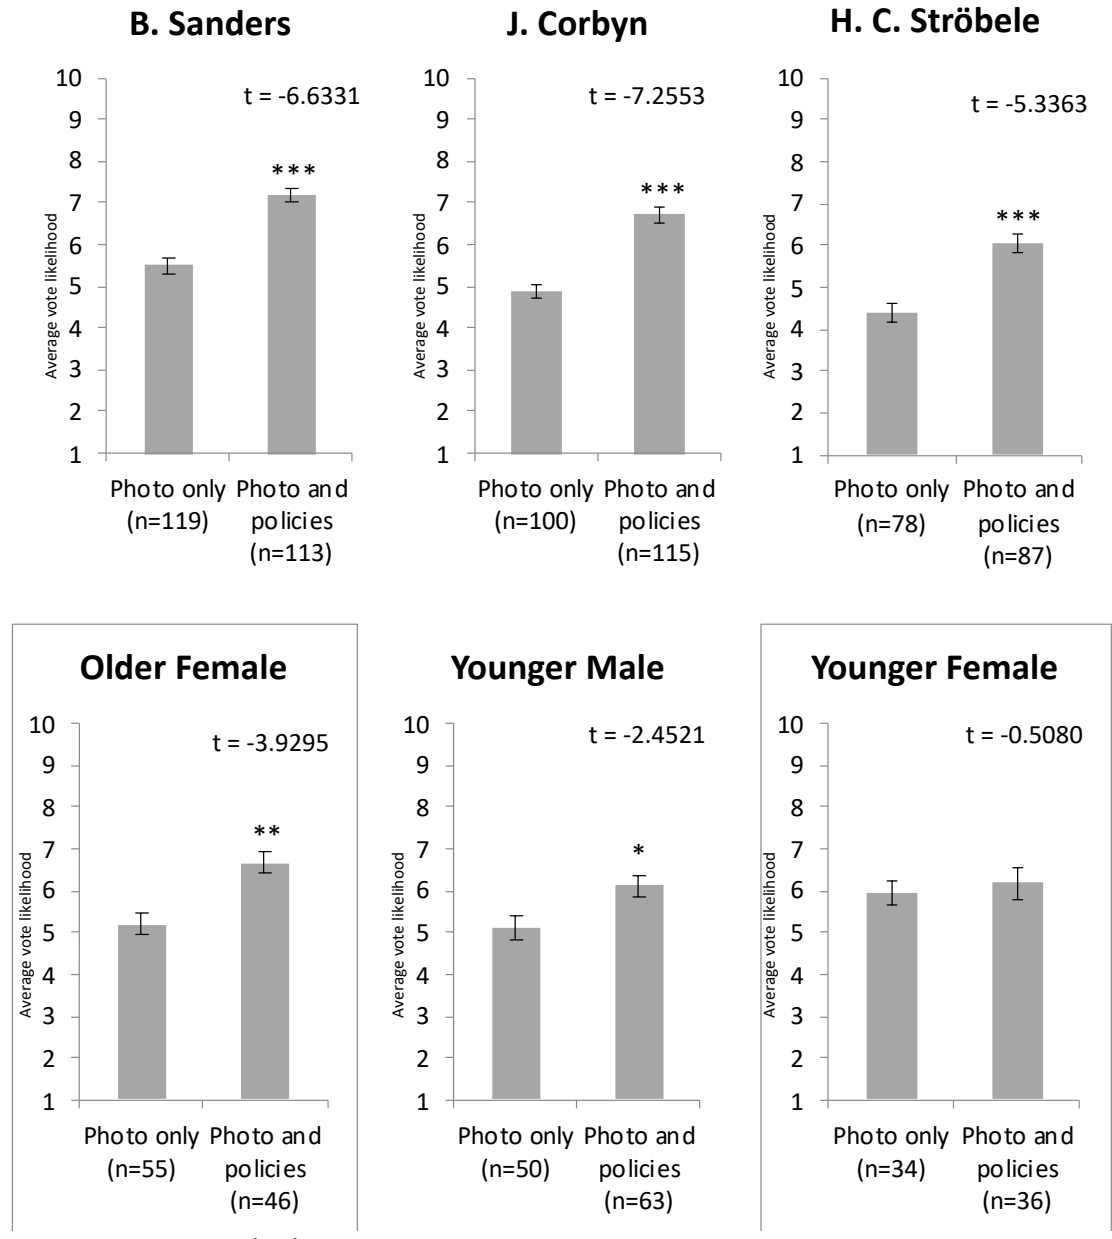 B. Sanders
t = -6.6331
10
9
8
7
6
5
4
3
2
1
Average vote likelihood
***
Photo only
(n=119)
Photo and
policies
(n=113)
J. Corbyn
t = -7.2553
10
9
8
7
6
5
4
3
2
1
Average vote likelihood
***
Photo only
(n=100)
Photo and
policies
(n=115)
H. C. Ströbele
t = -5.3363
10
9
8
7
6
5
4
3
2
1
Average vote likelihood
***
Photo only
(n=78)
Photo and
policies
(n=87)
Older Female
t = -3.9295
10
9
8
7
6
5
4
3
2
1
Average vote likelihood
**
Photo only
(n=55)
Photo and
policies
(n=46)
Younger Male
t = -2.4521
10
9
8
7
6
5
4
3
2
1
Average vote likelihood
*
Photo only
(n=50)
Photo and
policies
(n=63)
Younger Female
t = -0.5080
10
9
8
7
6
5
4
3
2
1
Average vote likelihood
Photo only
(n=34)
Photo and
policies
(n=36)